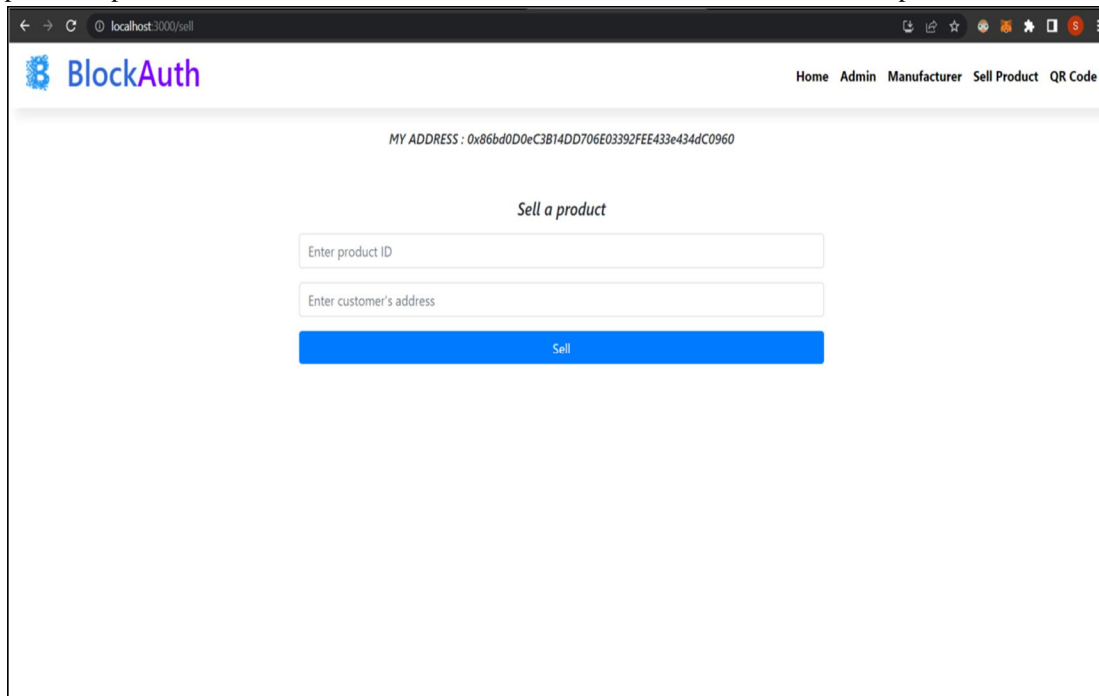 localhost:3000/sell
S
BlockAuth
Home Admin Manufacturer Sell Product QR Code
MY ADDRESS : 0x86bd0D0eC3B14DD706E03392FEE433e434dC0960
Sell a product
Enter product ID
Enter customer's address
Sell